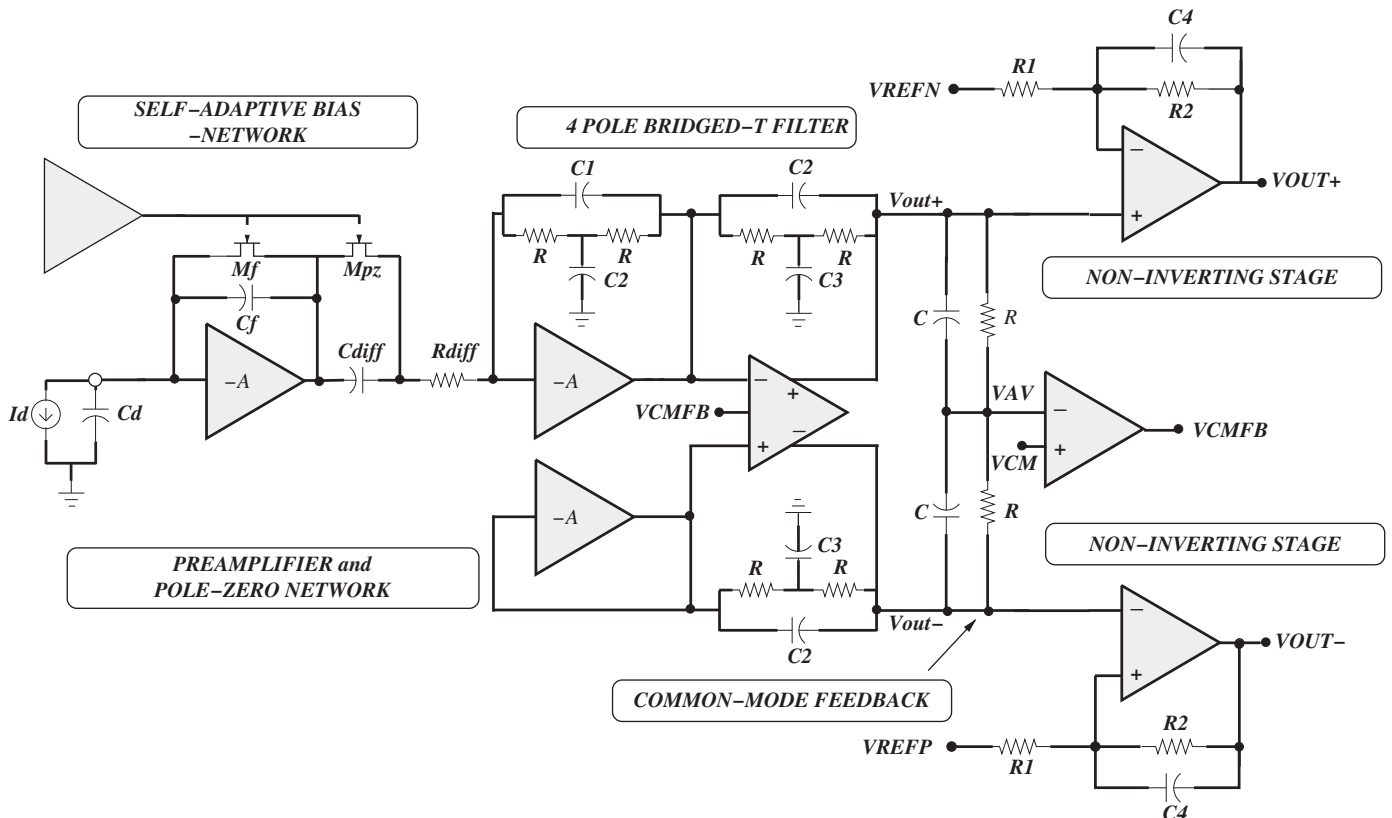 C4
R1
VREFN
R2
SELF-ADAPTIVE BIAS
-NETWORK
4 POLE BRIDGED-T FILTER
−
+
VOUT+
C1
C2
Vout+
R
R
R
R
C2
C3
Mf
Mpz
Cf
NON-INVERTING STAGE
C
R
Cdiff
Rdiff
−A
−A
Id
Cd
VCMFB
−
+
−
+
VAV
−
+
VCM
VCMFB
−A
C
R
C3
R
R
NON-INVERTING STAGE
PREAMPLIFIER and
POLE-ZERO NETWORK
C2
Vout−
−
+
VOUT−
COMMON-MODE FEEDBACK
VREFP
R1
R2
C4